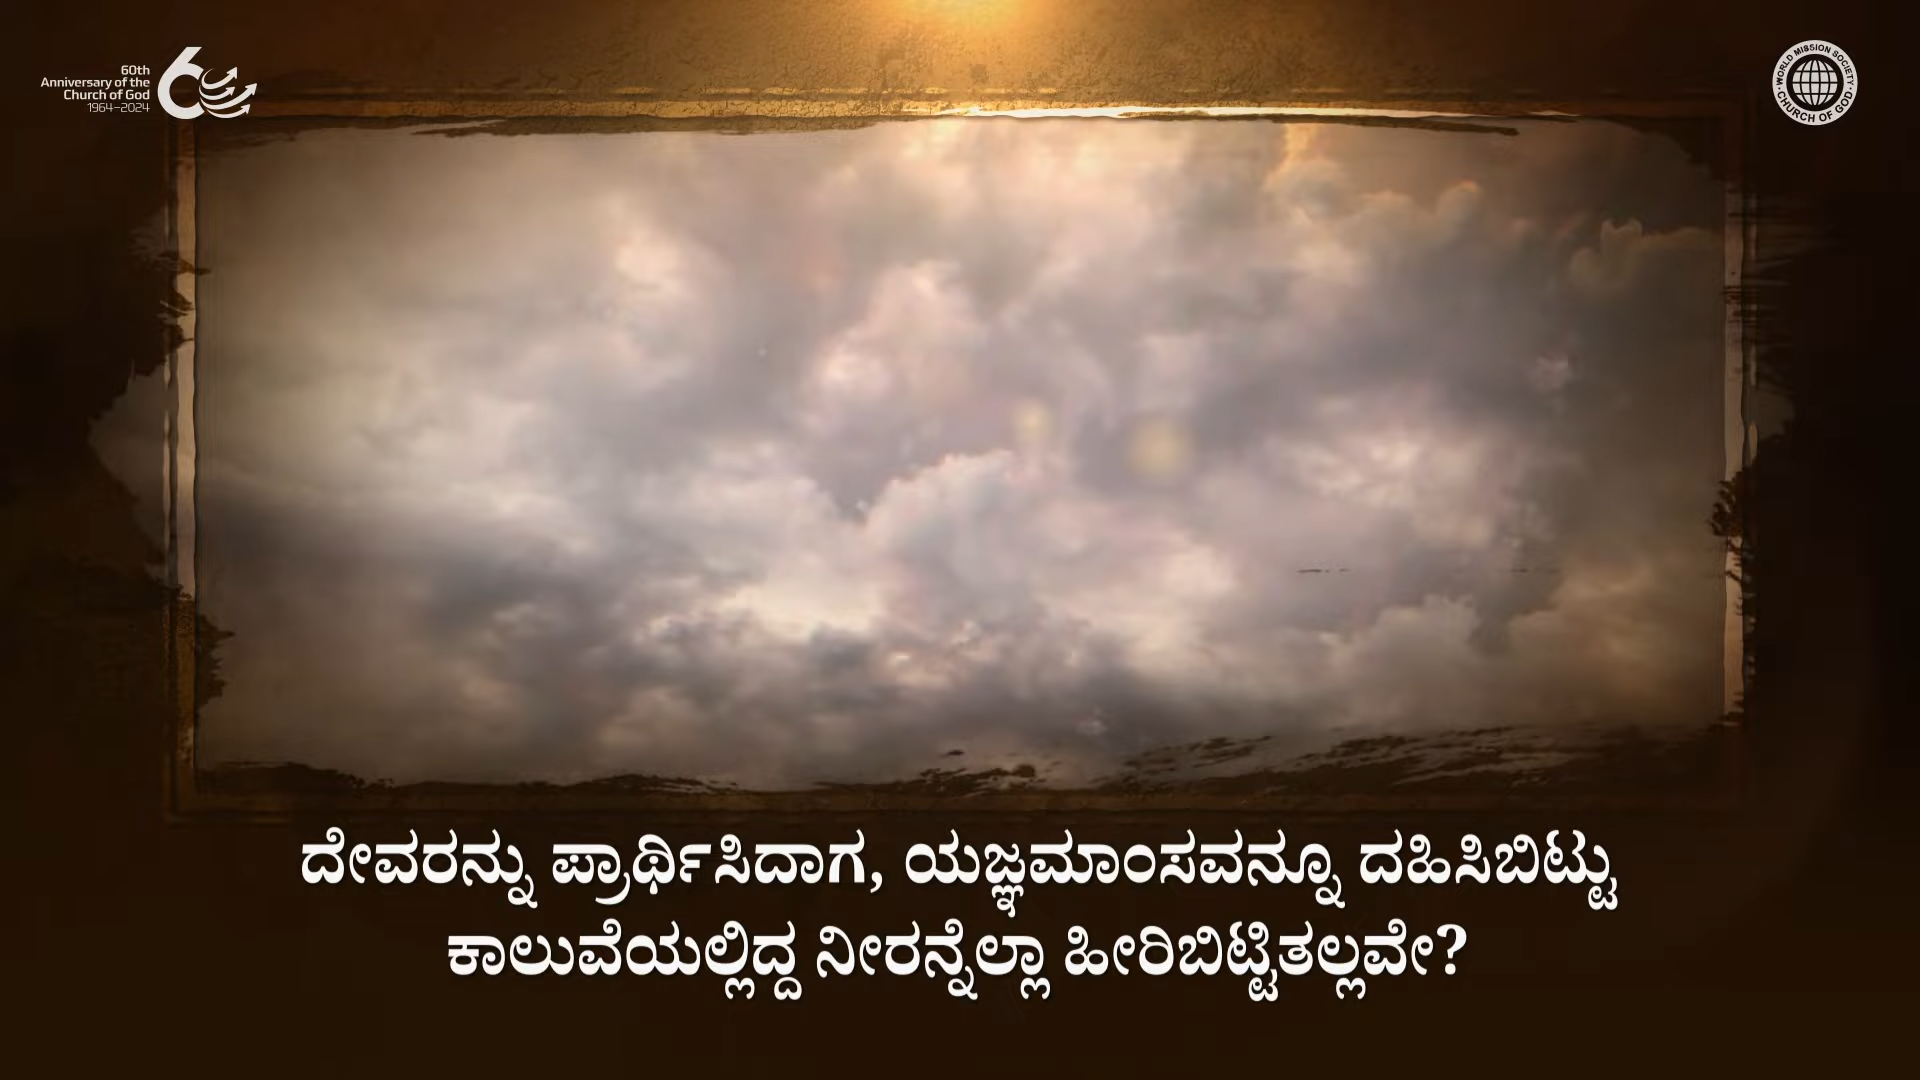 60th
Anniversary of the
Church of God
1964–2024
60
WORLD MISSION SOCIETY
CHURCH OF GOD
ದೇವರನ್ನು ಪ್ರಾರ್ಥಿಸಿದಾಗ, ಯಜ್ಞಮಾಂಸವನ್ನೂ ದಹಿಸಿಬಿಟ್ಟು
ಕಾಲುವೆಯಲ್ಲಿದ್ದ ನೀರನ್ನೆಲ್ಲಾ ಹೀರಿಬಿಟ್ಟಿತಲ್ಲವೇ?